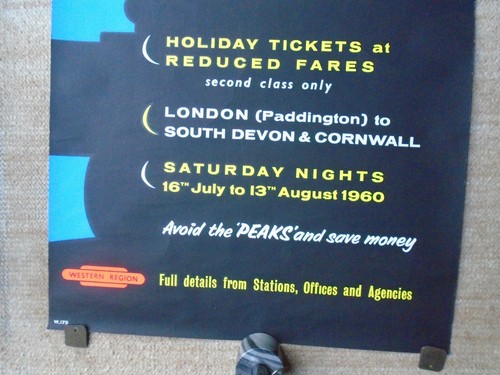 HOLIDAY TICKETS at
REDUCED FARES
second class only
LONDON (Paddington) to
SOUTH DEVON & CORNWALL
SATURDAY NIGHTS
16TH July to 13TH August 1960
Avoid the 'PEAKS' and save money
WESTERN REGION
Full details from Stations, Offices and Agencies